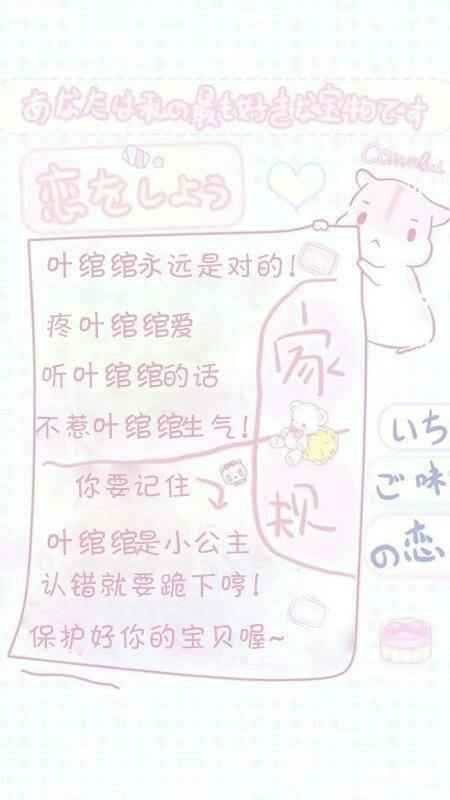 あなたは私の最も好きな宝物です
恋をしよう
叶绾绾永远是对的!
疼叶绾绾爱
听叶绾绾的话
不惹叶绾绾生气!
家规
你要记住
叶绾绾是小公主
认错就要跪下哼!
保护好你的宝贝喔~
いち
ご味
の恋